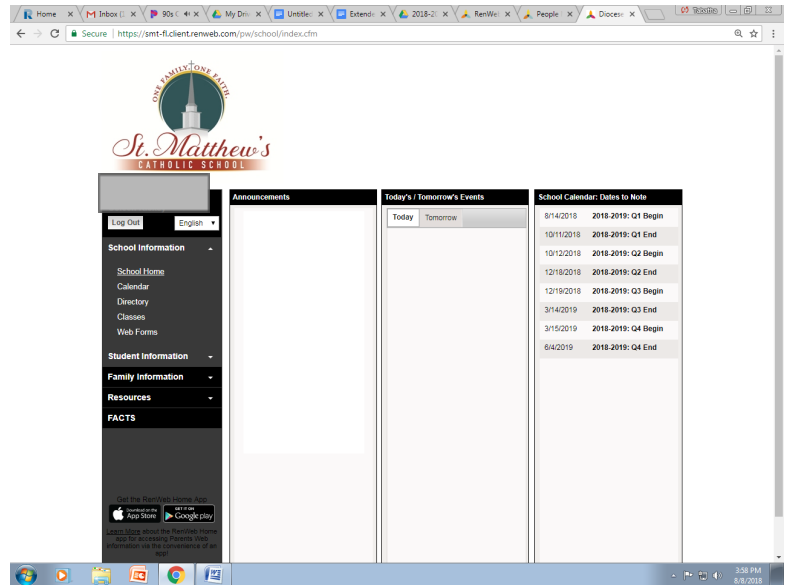 Home
Inbox (1
90s C
My Driv
Untitled
Extende
2018-20
RenWel
People
Diocese
Tabatha
Secure | https://smt-fl.client.renweb.com/pw/school/index.cfm
ONE FAMILY, ONE FAITH.
St. Matthew's
CATHOLIC SCHOOL
Log Out
English
School Information
School Home
Calendar
Directory
Classes
Web Forms
Student Information
Family Information
Resources
FACTS
Get the RenWeb Home App
Download on the
App Store
GET IT ON
Google play
Learn More about the RenWeb Home
app for accessing Parents Web
information via the convenience of an
app!
Announcements
Today's / Tomorrow's Events
Today Tomorrow
School Calendar: Dates to Note
8/14/2018 2018-2019: Q1 Begin
10/11/2018 2018-2019: Q1 End
10/12/2018 2018-2019: Q2 Begin
12/18/2018 2018-2019: Q2 End
12/19/2018 2018-2019: Q3 Begin
3/14/2019 2018-2019: Q3 End
3/15/2019 2018-2019: Q4 Begin
6/4/2019 2018-2019: Q4 End
3:58 PM
8/8/2018